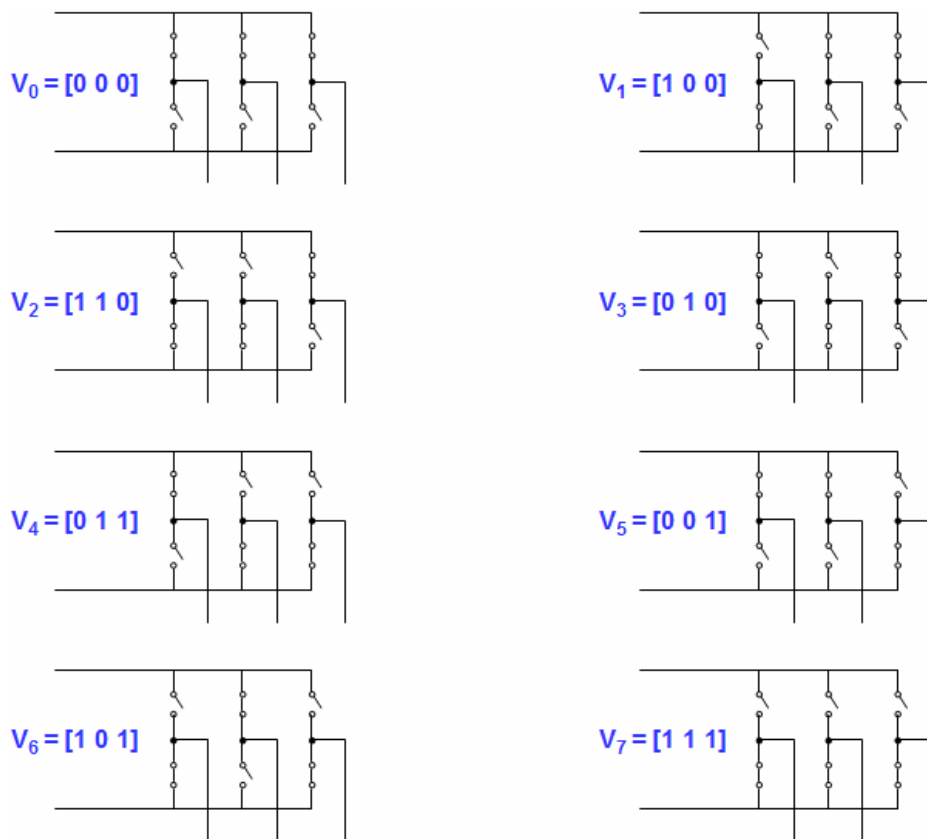 V₀ = [0 0 0]
V₁ = [1 0 0]
V₂ = [1 1 0]
V₃ = [0 1 0]
V₄ = [0 1 1]
V₅ = [0 0 1]
V₆ = [1 0 1]
V₇ = [1 1 1]